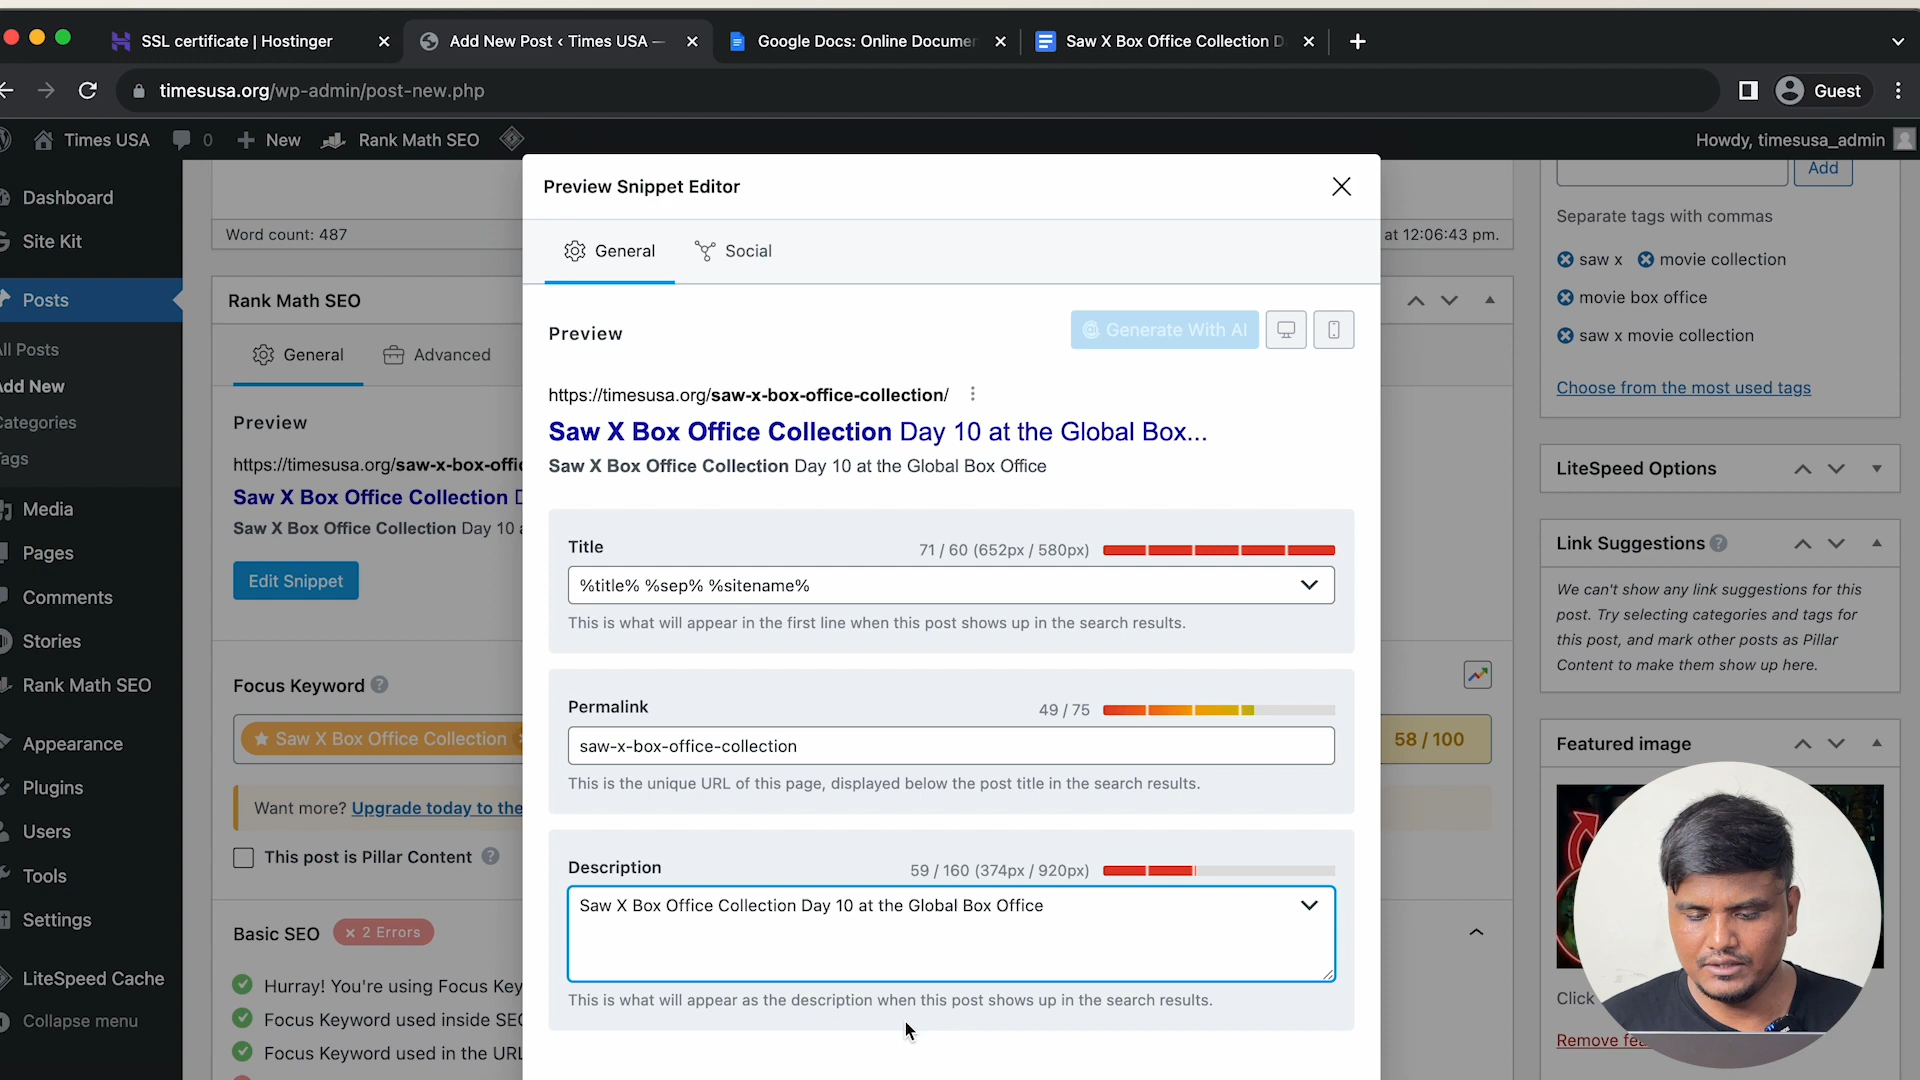 SSL certificate | Hostinger
Add New Post ‹ Times USA —
Google Docs: Online Documen
Saw X Box Office Collection D
timesusa.org/wp-admin/post-new.php
Guest
Times USA
0
New
Rank Math SEO
Howdy, timesusa_admin
Dashboard
Site Kit
Posts
ll Posts
dd New
ategories
ags
Media
Pages
Comments
Stories
Rank Math SEO
Appearance
Plugins
Users
Tools
Settings
LiteSpeed Cache
Collapse menu
Word count: 487
at 12:06:43 pm.
Rank Math SEO
General
Advanced
Preview
https://timesusa.org/saw-x-box-offic
Saw X Box Office Collection D
Saw X Box Office Collection Day 10 a
Edit Snippet
Focus Keyword
Saw X Box Office Collection
58 / 100
Want more? Upgrade today to the
This post is Pillar Content
Basic SEO
× 2 Errors
Hurray! You're using Focus Key
Focus Keyword used inside SEO
Focus Keyword used in the URL
Preview Snippet Editor
General
Social
Preview
Generate With AI
https://timesusa.org/saw-x-box-office-collection/
Saw X Box Office Collection Day 10 at the Global Box...
Saw X Box Office Collection Day 10 at the Global Box Office
Title
71 / 60 (652px / 580px)
%title% %sep% %sitename%
This is what will appear in the first line when this post shows up in the search results.
Permalink
49 / 75
saw-x-box-office-collection
This is the unique URL of this page, displayed below the post title in the search results.
Description
59 / 160 (374px / 920px)
Saw X Box Office Collection Day 10 at the Global Box Office
This is what will appear as the description when this post shows up in the search results.
Add
Separate tags with commas
saw x
movie collection
movie box office
saw x movie collection
Choose from the most used tags
LiteSpeed Options
Link Suggestions
We can't show any link suggestions for this
post. Try selecting categories and tags for
this post, and mark other posts as Pillar
Content to make them show up here.
Featured image
Click
Remove fea